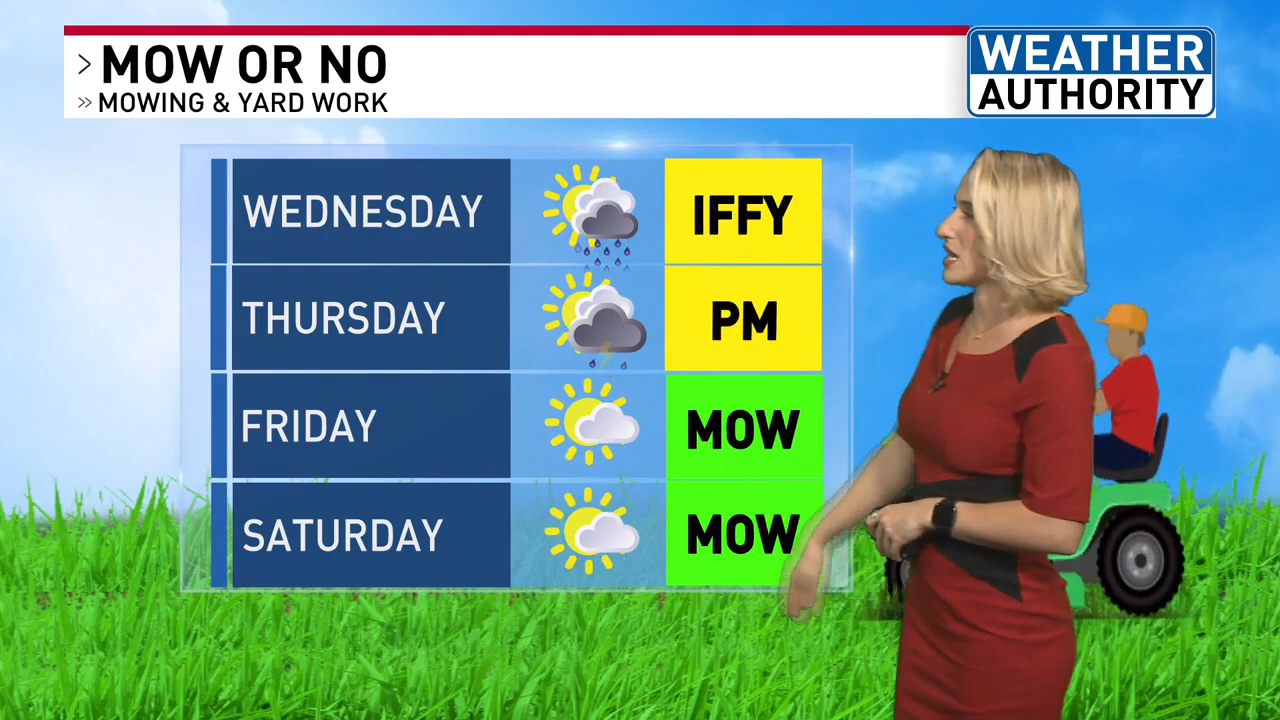 > MOW OR NO
» MOWING & YARD WORK
WEATHER
AUTHORITY
WEDNESDAY IFFY
THURSDAY PM
FRIDAY MOW
SATURDAY MOW